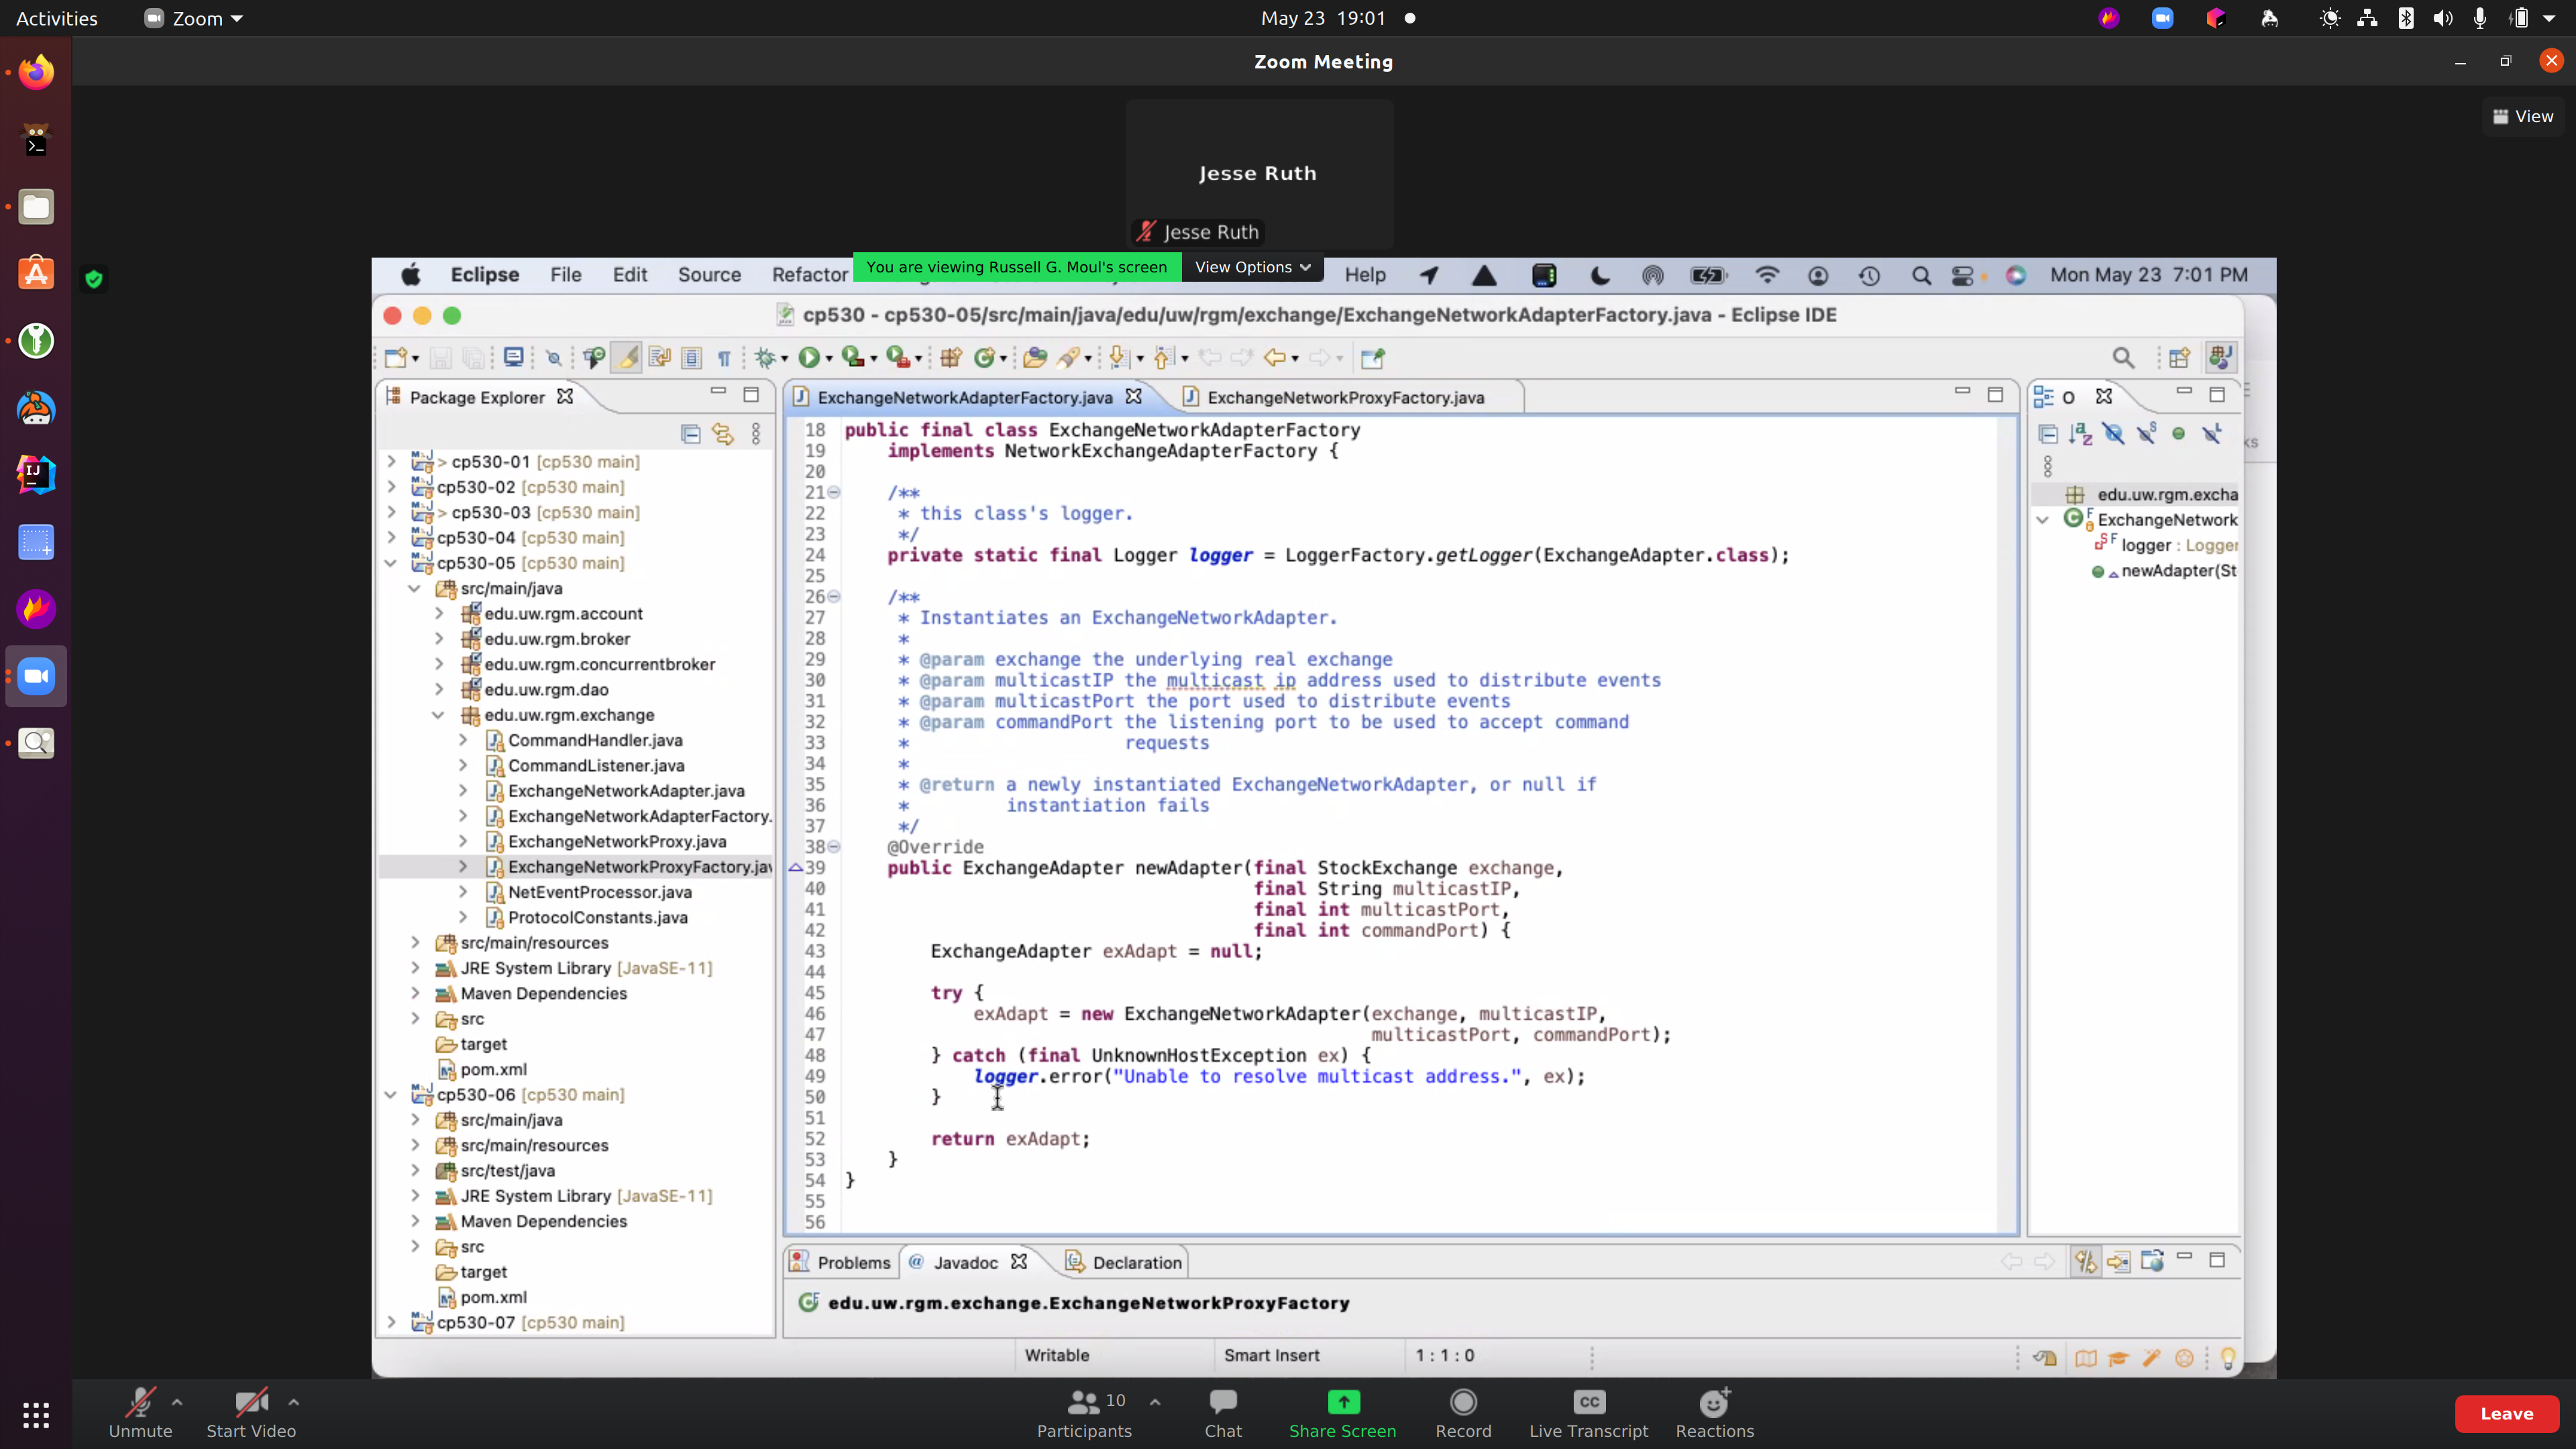 Activities
Zoom
May 23 19:01
Zoom Meeting
View
Jesse Ruth
Jesse Ruth
You are viewing Russell G. Moul's screen
View Options
Eclipse File Edit Source Refactor
Help
Mon May 23 7:01 PM
cp530 - cp530-05/src/main/java/edu/uw/rgm/exchange/ExchangeNetworkAdapterFactory.java - Eclipse IDE
Package Explorer
> cp530-01 [cp530 main]
cp530-02 [cp530 main]
> cp530-03 [cp530 main]
cp530-04 [cp530 main]
cp530-05 [cp530 main]
src/main/java
edu.uw.rgm.account
edu.uw.rgm.broker
edu.uw.rgm.concurrentbroker
edu.uw.rgm.dao
edu.uw.rgm.exchange
CommandHandler.java
CommandListener.java
ExchangeNetworkAdapter.java
ExchangeNetworkAdapterFactory.
ExchangeNetworkProxy.java
ExchangeNetworkProxyFactory.jav
NetEventProcessor.java
ProtocolConstants.java
src/main/resources
JRE System Library [JavaSE-11]
Maven Dependencies
src
target
pom.xml
cp530-06 [cp530 main]
src/main/java
src/main/resources
src/test/java
JRE System Library [JavaSE-11]
Maven Dependencies
src
target
pom.xml
cp530-07 [cp530 main]
ExchangeNetworkAdapterFactory.java
ExchangeNetworkProxyFactory.java
18 public final class ExchangeNetworkAdapterFactory
19 implements NetworkExchangeAdapterFactory {
20
21 /**
22 * this class's logger.
23 */
24 private static final Logger logger = LoggerFactory.getLogger(ExchangeAdapter.class);
25
26 /**
27 * Instantiates an ExchangeNetworkAdapter.
28 *
29 * @param exchange the underlying real exchange
30 * @param multicastIP the multicast ip address used to distribute events
31 * @param multicastPort the port used to distribute events
32 * @param commandPort the listening port to be used to accept command
33 * requests
34 *
35 * @return a newly instantiated ExchangeNetworkAdapter, or null if
36 * instantiation fails
37 */
38 @Override
39 public ExchangeAdapter newAdapter(final StockExchange exchange,
40 final String multicastIP,
41 final int multicastPort,
42 final int commandPort) {
43 ExchangeAdapter exAdapt = null;
44
45 try {
46 exAdapt = new ExchangeNetworkAdapter(exchange, multicastIP,
47 multicastPort, commandPort);
48 } catch (final UnknownHostException ex) {
49 logger.error("Unable to resolve multicast address.", ex);
50 }
51
52 return exAdapt;
53 }
54 }
55
56
O
edu.uw.rgm.excha
ExchangeNetwork
logger : Logger
newAdapter(St
Problems
@ Javadoc
Declaration
edu.uw.rgm.exchange.ExchangeNetworkProxyFactory
Writable
Smart Insert
1 : 1 : 0
Unmute
Start Video
10
Participants
Chat
Share Screen
Record
CC
Live Transcript
Reactions
Leave